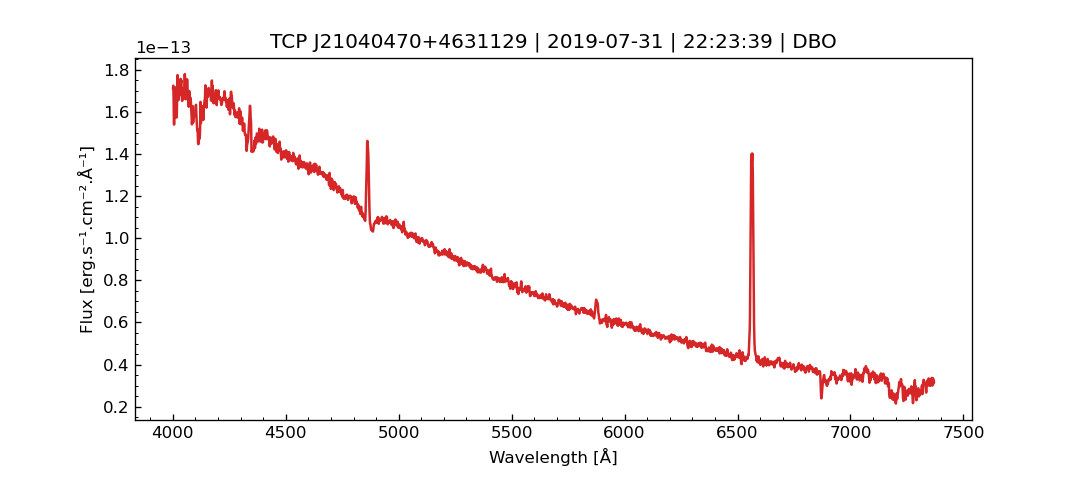 TCP J21040470+4631129 | 2019-07-31 | 22:23:39 | DBO
1e−13
1.8
1.6
1.4
1.2
1.0
0.8
0.6
0.4
0.2
Flux [erg.s⁻¹.cm⁻².Å⁻¹]
4000 4500 5000 5500 6000 6500 7000 7500
Wavelength [Å]